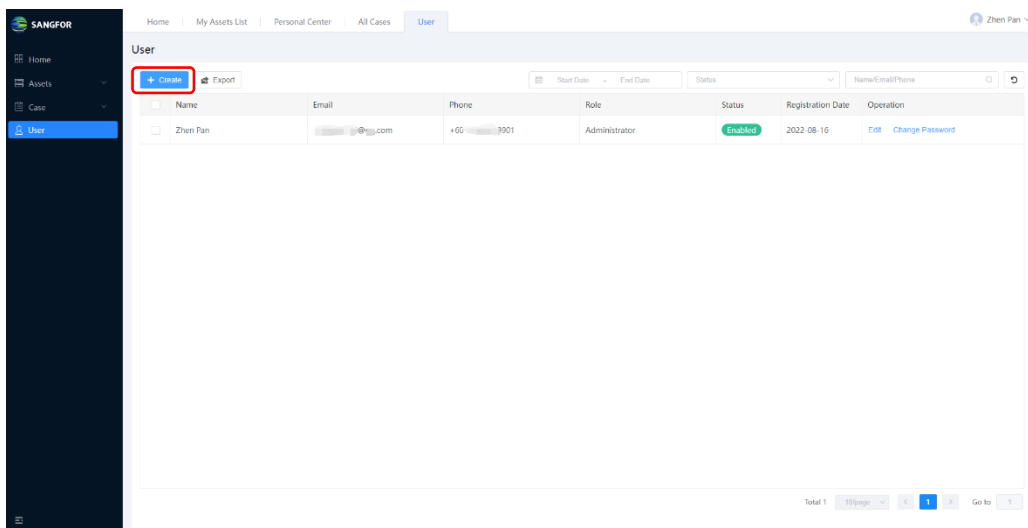 SANGFOR
Home
Assets
Case
User
Home My Assets List Personal Center All Cases User
Zhen Pan
User
+ Create Export Start Date - End Date Status Name/Email/Phone
Name Email Phone Role Status Registration Date Operation
Zhen Pan @ .com +60 9901 Administrator Enabled 2022-08-16 Edit Change Password
Total 1 10/page < 1 > Go to 1